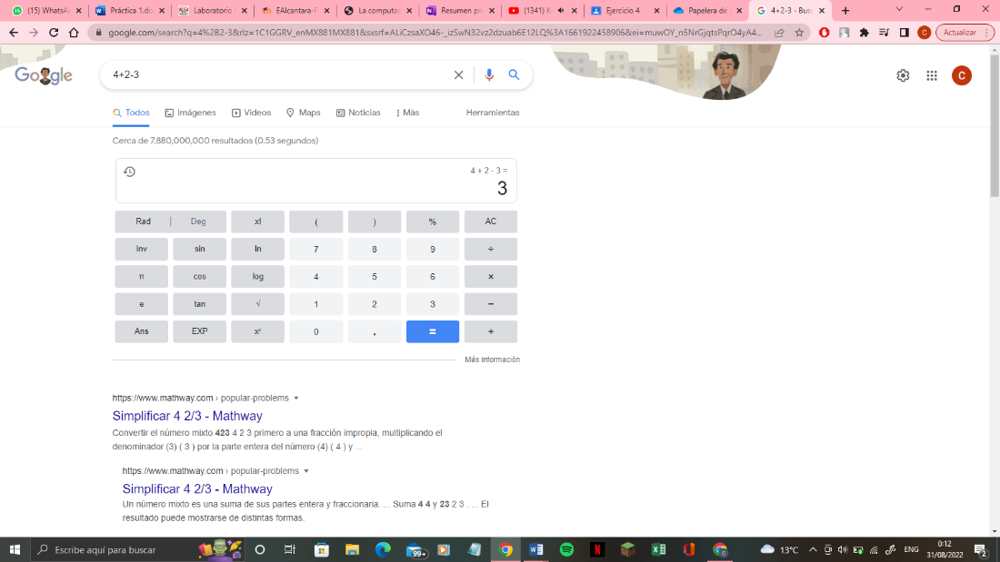 (15) WhatsA
Práctica 1.do
Laboratorio
EAlcantara-F
La computac
Resumen pri
(1341) K
Ejercicio 4
Papelera de
4+2-3 - Busc
google.com/search?q=4%2B2-3&rlz=1C1GGRV_enMX881MX881&sxsrf=ALiCzsaXO46-_izSwN32vz2dzuab6E12LQ%3A1661922458906&ei=muwOY_n5NrGjqtsPqrO4yA4...
Actualizar
Google
4+2-3
C
Todos
Imágenes
Videos
Maps
Noticias
Más
Herramientas
Cerca de 7,880,000,000 resultados (0.53 segundos)
4 + 2 - 3 =
3
Rad | Deg x! ( ) % AC
Inv sin ln 7 8 9 ÷
π cos log 4 5 6 ×
e tan √ 1 2 3 −
Ans EXP xʸ 0 . = +
Más información
https://www.mathway.com › popular-problems
Simplificar 4 2/3 - Mathway
Convertir el número mixto 423 4 2 3 primero a una fracción impropia, multiplicando el
denominador (3) ( 3 ) por la parte entera del número (4) ( 4 ) y ...
https://www.mathway.com › popular-problems
Simplificar 4 2/3 - Mathway
Un número mixto es una suma de sus partes entera y fraccionaria. ... Suma 4 4 y 23 2 3 . ... El
resultado puede mostrarse de distintas formas.
Escribe aquí para buscar
99+
13°C
ENG
0:12
31/08/2022
2